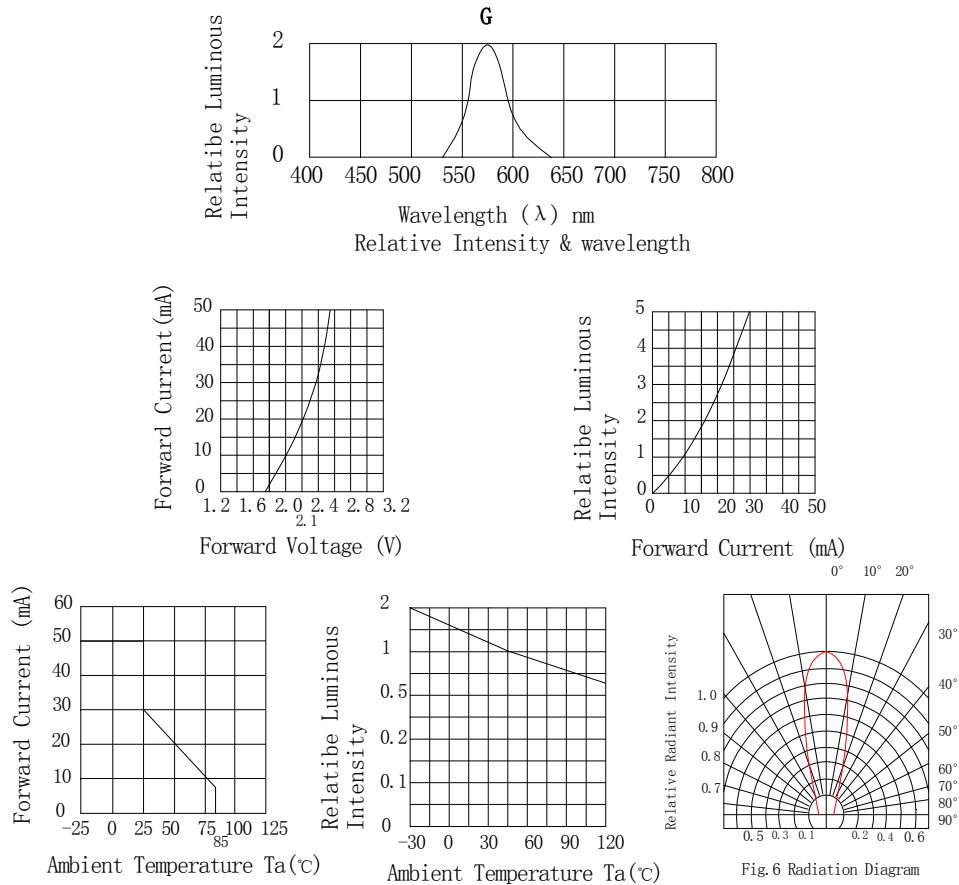 G
Relatibe Luminous
Intensity
2
1
0
400 450 500 550 600 650 700 750 800
Wavelength (λ) nm
Relative Intensity & wavelength
Forward Current(mA)
50
40
30
20
10
0
1.2 1.6 2.0 2.4 2.8 3.2
2.1
Forward Voltage (V)
Relatibe Luminous
Intensity
5
4
3
2
1
0
0 10 20 30 40 50
Forward Current (mA)
Forward Current (mA)
60
50
40
30
20
10
0
-25 0 25 50 75 100 125
85
Ambient Temperature Ta(℃)
Relatibe Luminous
Intensity
2
1
0.5
0.2
0.1
0
-30 0 30 60 90 120
Ambient Temperature Ta(℃)
0° 10° 20°
30°
40°
50°
60°
70°
80°
90°
Relative Radiant Intensity
1.0
0.9
0.8
0.7
0.5 0.3 0.1 0.2 0.4 0.6
Fig.6 Radiation Diagram